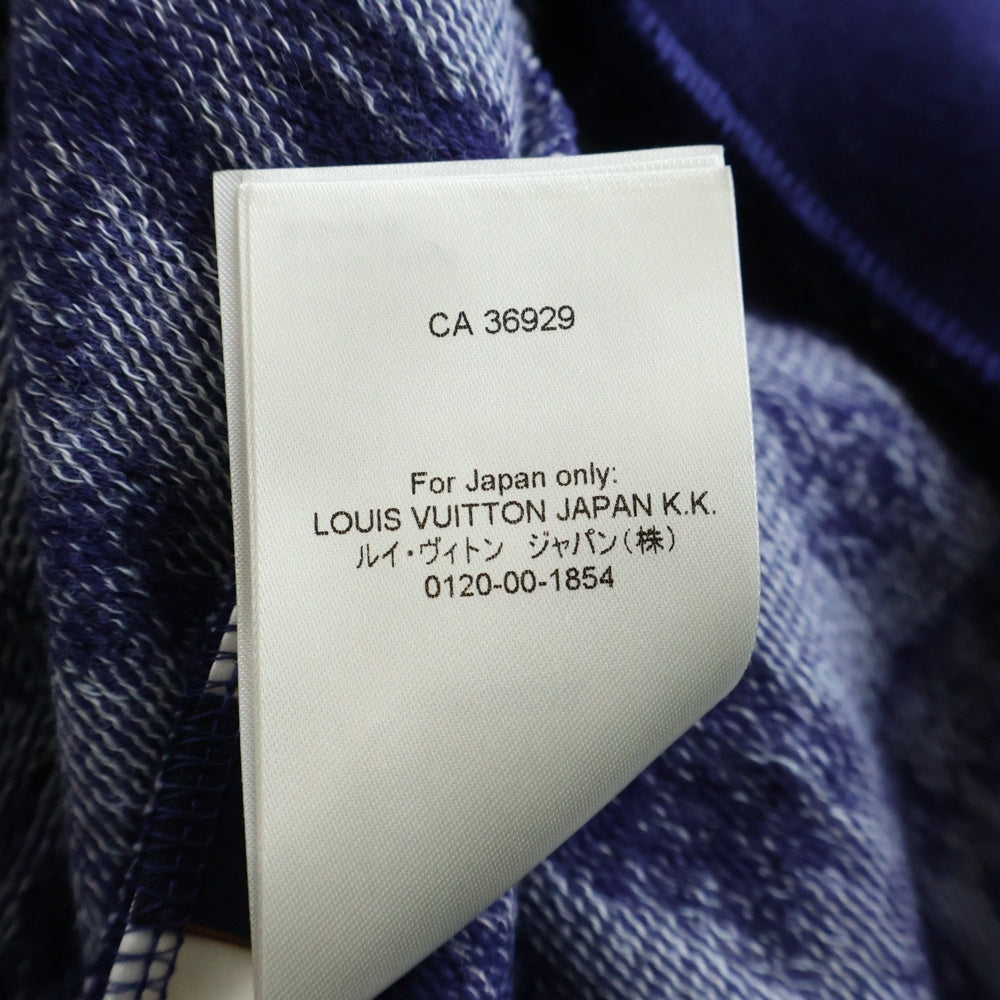 CA 36929
For Japan only:
LOUIS VUITTON JAPAN K.K.
ルイ・ヴィトン　ジャパン(株)
0120-00-1854